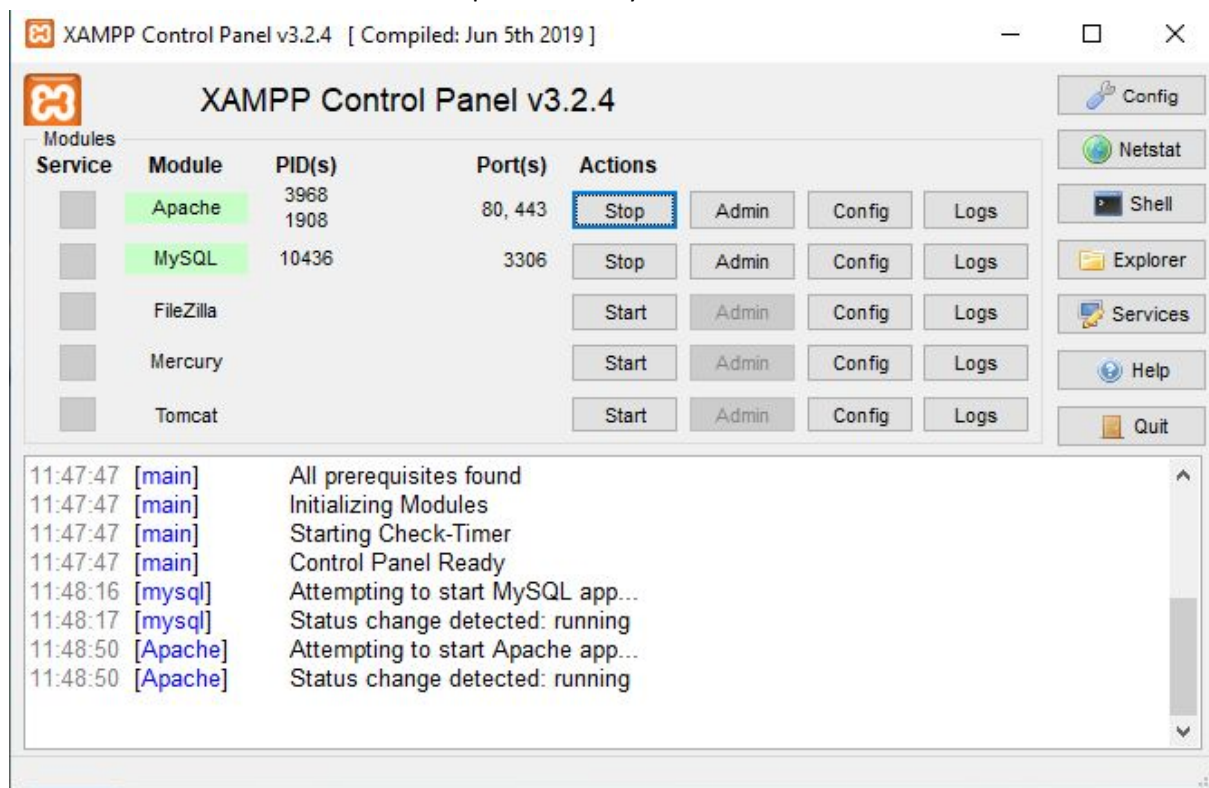 XAMPP Control Panel v3.2.4 [ Compiled: Jun 5th 2019 ]
XAMPP Control Panel v3.2.4
Config
Modules
Netstat
Service Module PID(s) Port(s) Actions
Apache 3968 1908 80, 443 Stop Admin Config Logs
Shell
MySQL 10436 3306 Stop Admin Config Logs
Explorer
FileZilla Start Admin Config Logs
Services
Mercury Start Admin Config Logs
Help
Tomcat Start Admin Config Logs
Quit
11:47:47 [main] All prerequisites found
11:47:47 [main] Initializing Modules
11:47:47 [main] Starting Check-Timer
11:47:47 [main] Control Panel Ready
11:48:16 [mysql] Attempting to start MySQL app...
11:48:17 [mysql] Status change detected: running
11:48:50 [Apache] Attempting to start Apache app...
11:48:50 [Apache] Status change detected: running